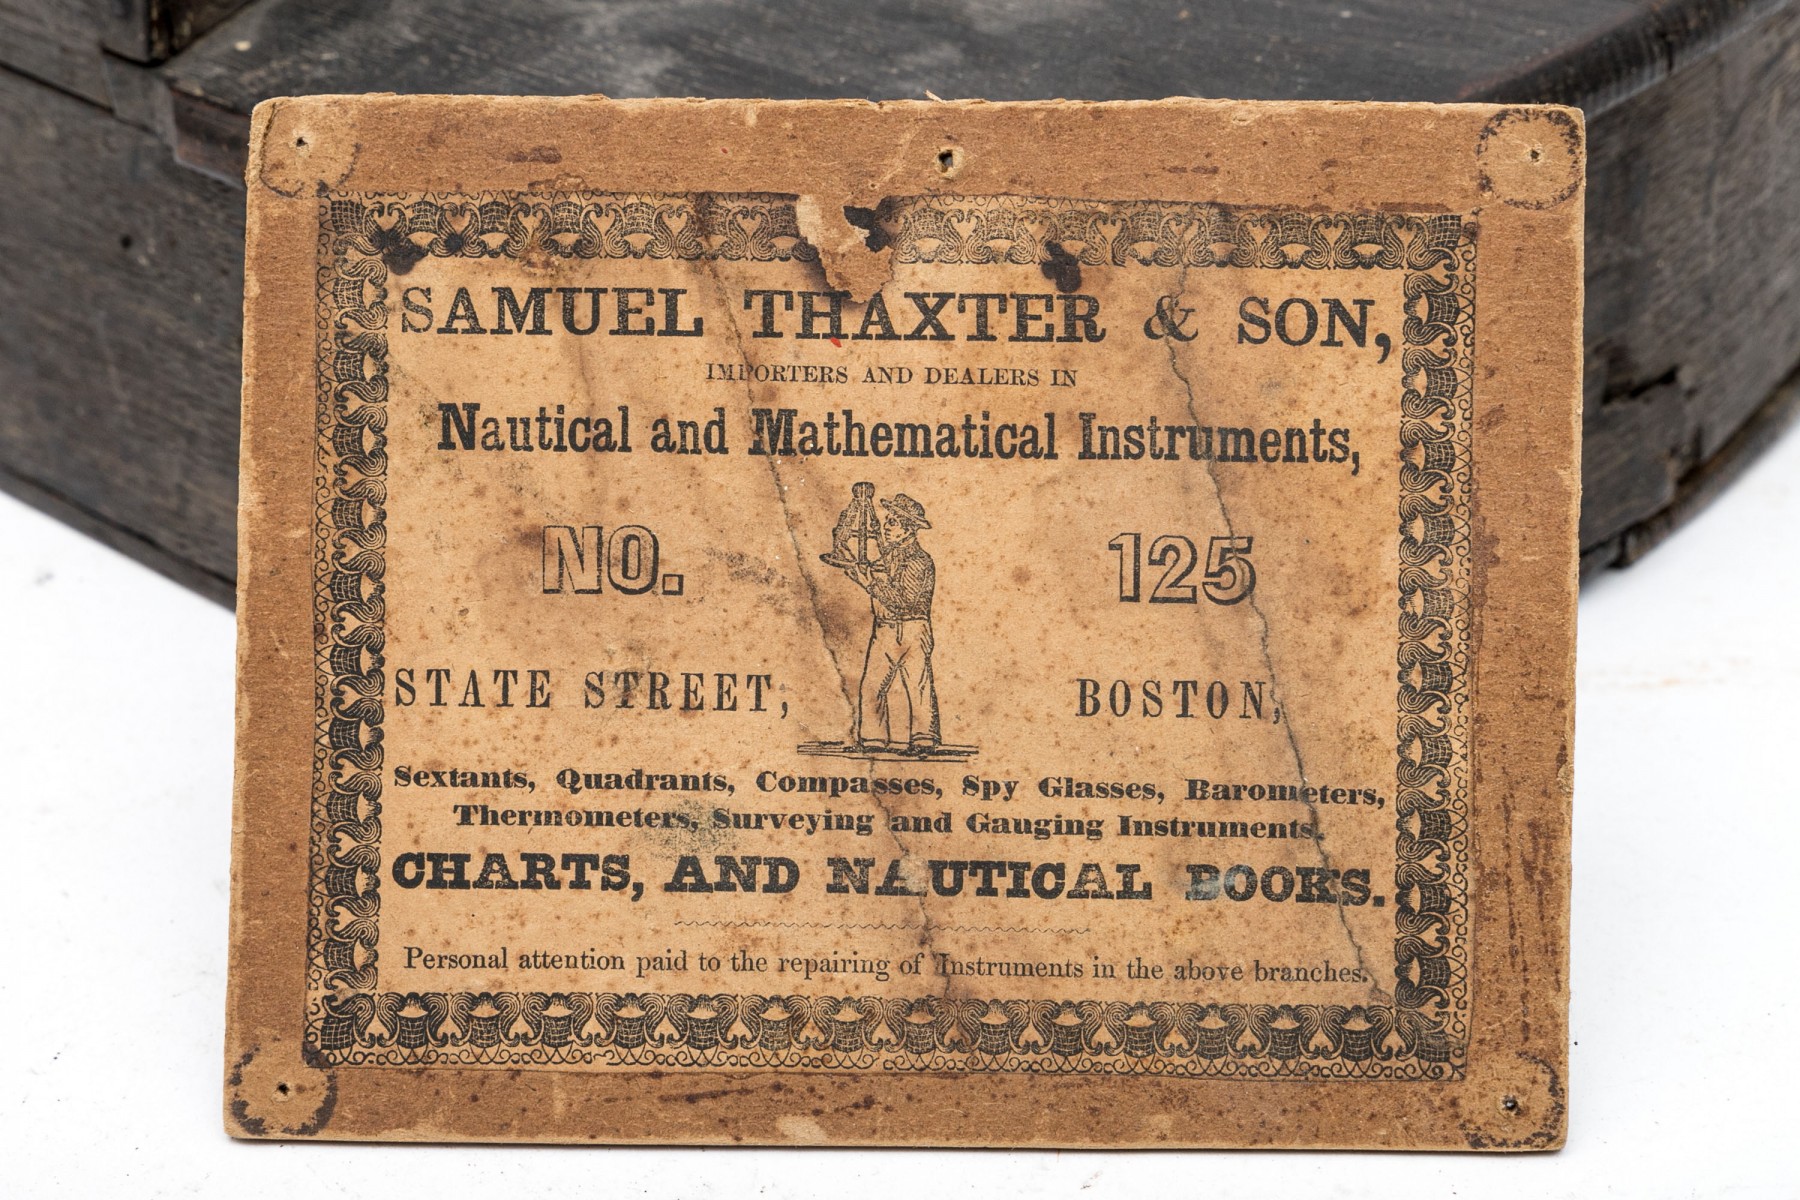 SAMUEL THAXTER & SON,
IMPORTERS AND DEALERS IN
Nautical and Mathematical Instruments,
NO. 125
STATE STREET, BOSTON,
Sextants, Quadrants, Compasses, Spy Glasses, Barometers,
Thermometers, Surveying and Gauging Instruments.
CHARTS, AND NAUTICAL BOOKS.
Personal attention paid to the repairing of Instruments in the above branches.